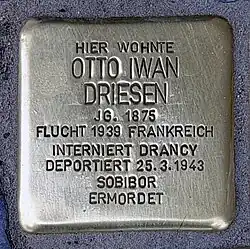 HIER WOHNTE
OTTO IWAN
DRIESEN
JG. 1875
FLUCHT 1939 FRANKREICH
INTERNIERT DRANCY
DEPORTIERT 25.3.1943
SOBIBOR
ERMORDET